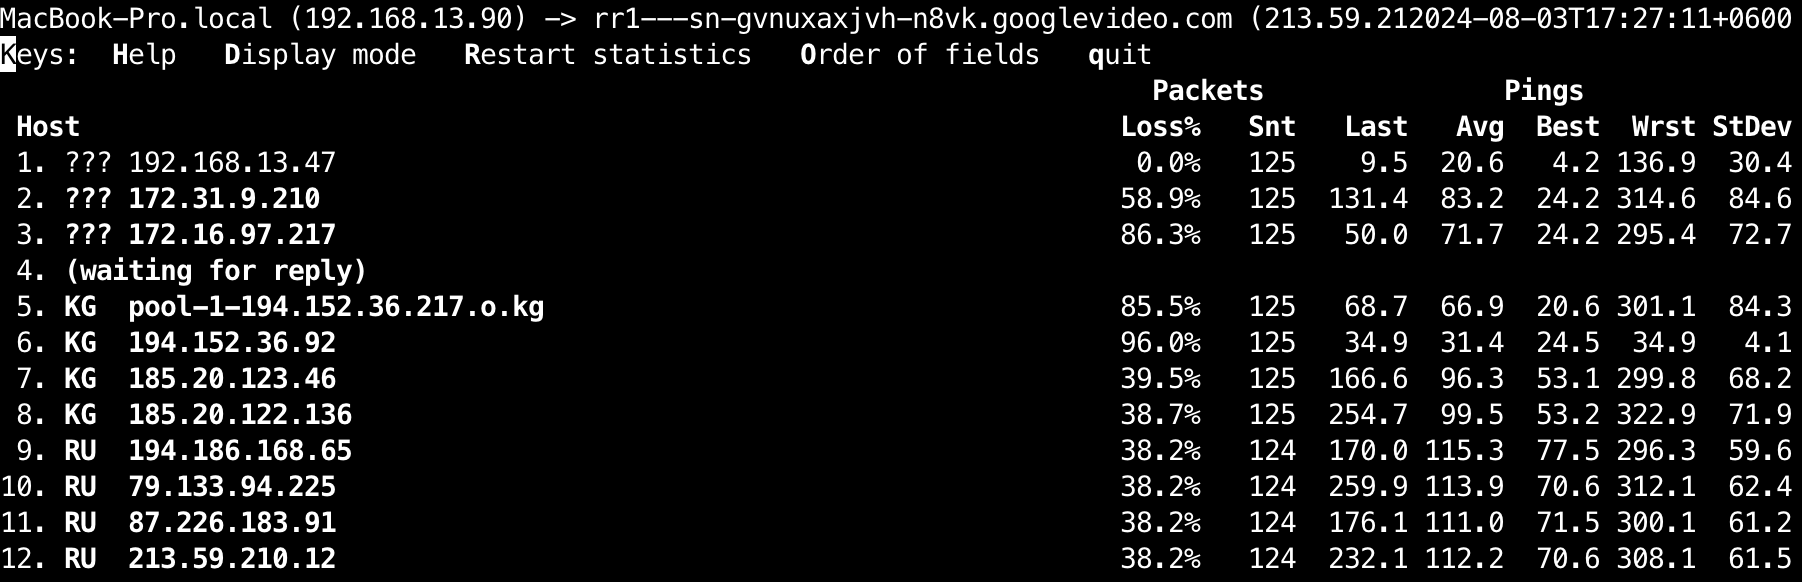 MacBook-Pro.local (192.168.13.90) -> rr1---sn-gvnuxaxjvh-n8vk.googlevideo.com (213.59.212024-08-03T17:27:11+0600
Keys:  Help   Display mode   Restart statistics   Order of fields   quit
Packets               Pings
Host   Loss%   Snt   Last   Avg  Best  Wrst StDev
1. ??? 192.168.13.47   0.0%   125    9.5  20.6   4.2 136.9  30.4
2. ??? 172.31.9.210   58.9%   125  131.4  83.2  24.2 314.6  84.6
3. ??? 172.16.97.217   86.3%   125   50.0  71.7  24.2 295.4  72.7
4. (waiting for reply)
5. KG  pool-1-194.152.36.217.o.kg   85.5%   125   68.7  66.9  20.6 301.1  84.3
6. KG  194.152.36.92   96.0%   125   34.9  31.4  24.5  34.9   4.1
7. KG  185.20.123.46   39.5%   125  166.6  96.3  53.1 299.8  68.2
8. KG  185.20.122.136   38.7%   125  254.7  99.5  53.2 322.9  71.9
9. RU  194.186.168.65   38.2%   124  170.0 115.3  77.5 296.3  59.6
10. RU  79.133.94.225   38.2%   124  259.9 113.9  70.6 312.1  62.4
11. RU  87.226.183.91   38.2%   124  176.1 111.0  71.5 300.1  61.2
12. RU  213.59.210.12   38.2%   124  232.1 112.2  70.6 308.1  61.5